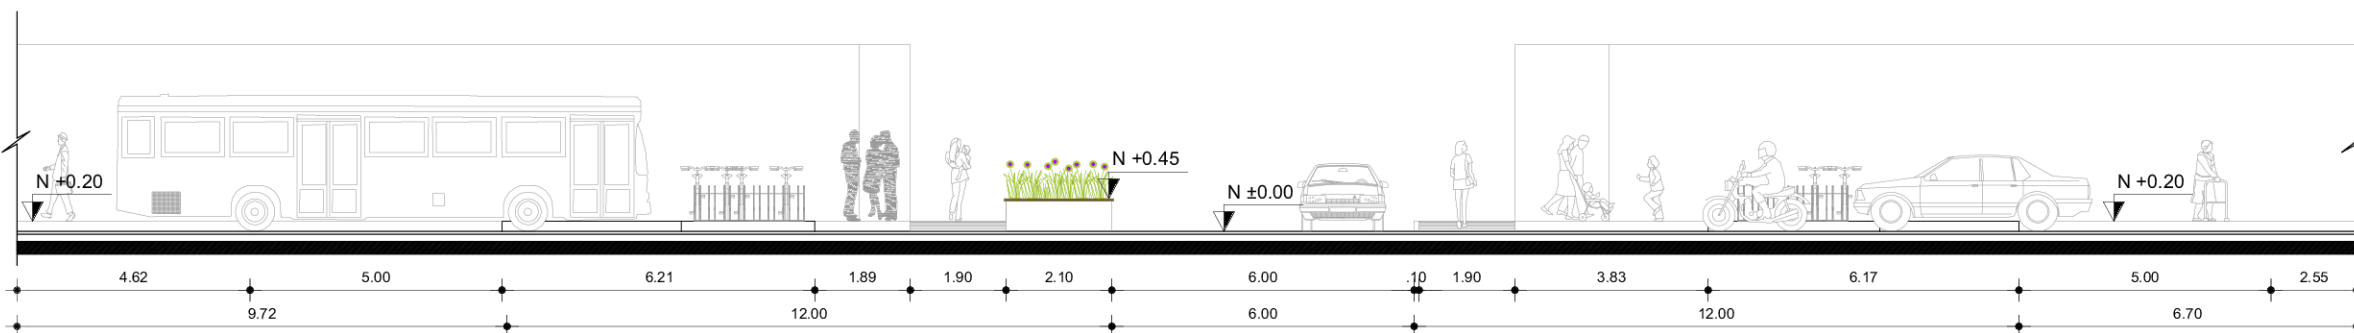 N +0.45
N +0.20
N ±0.00
N +0.20
4.62 5.00 6.21 1.89 1.90 2.10 6.00 .10 1.90 3.83 6.17 5.00 2.55
9.72 12.00 6.00 12.00 6.70